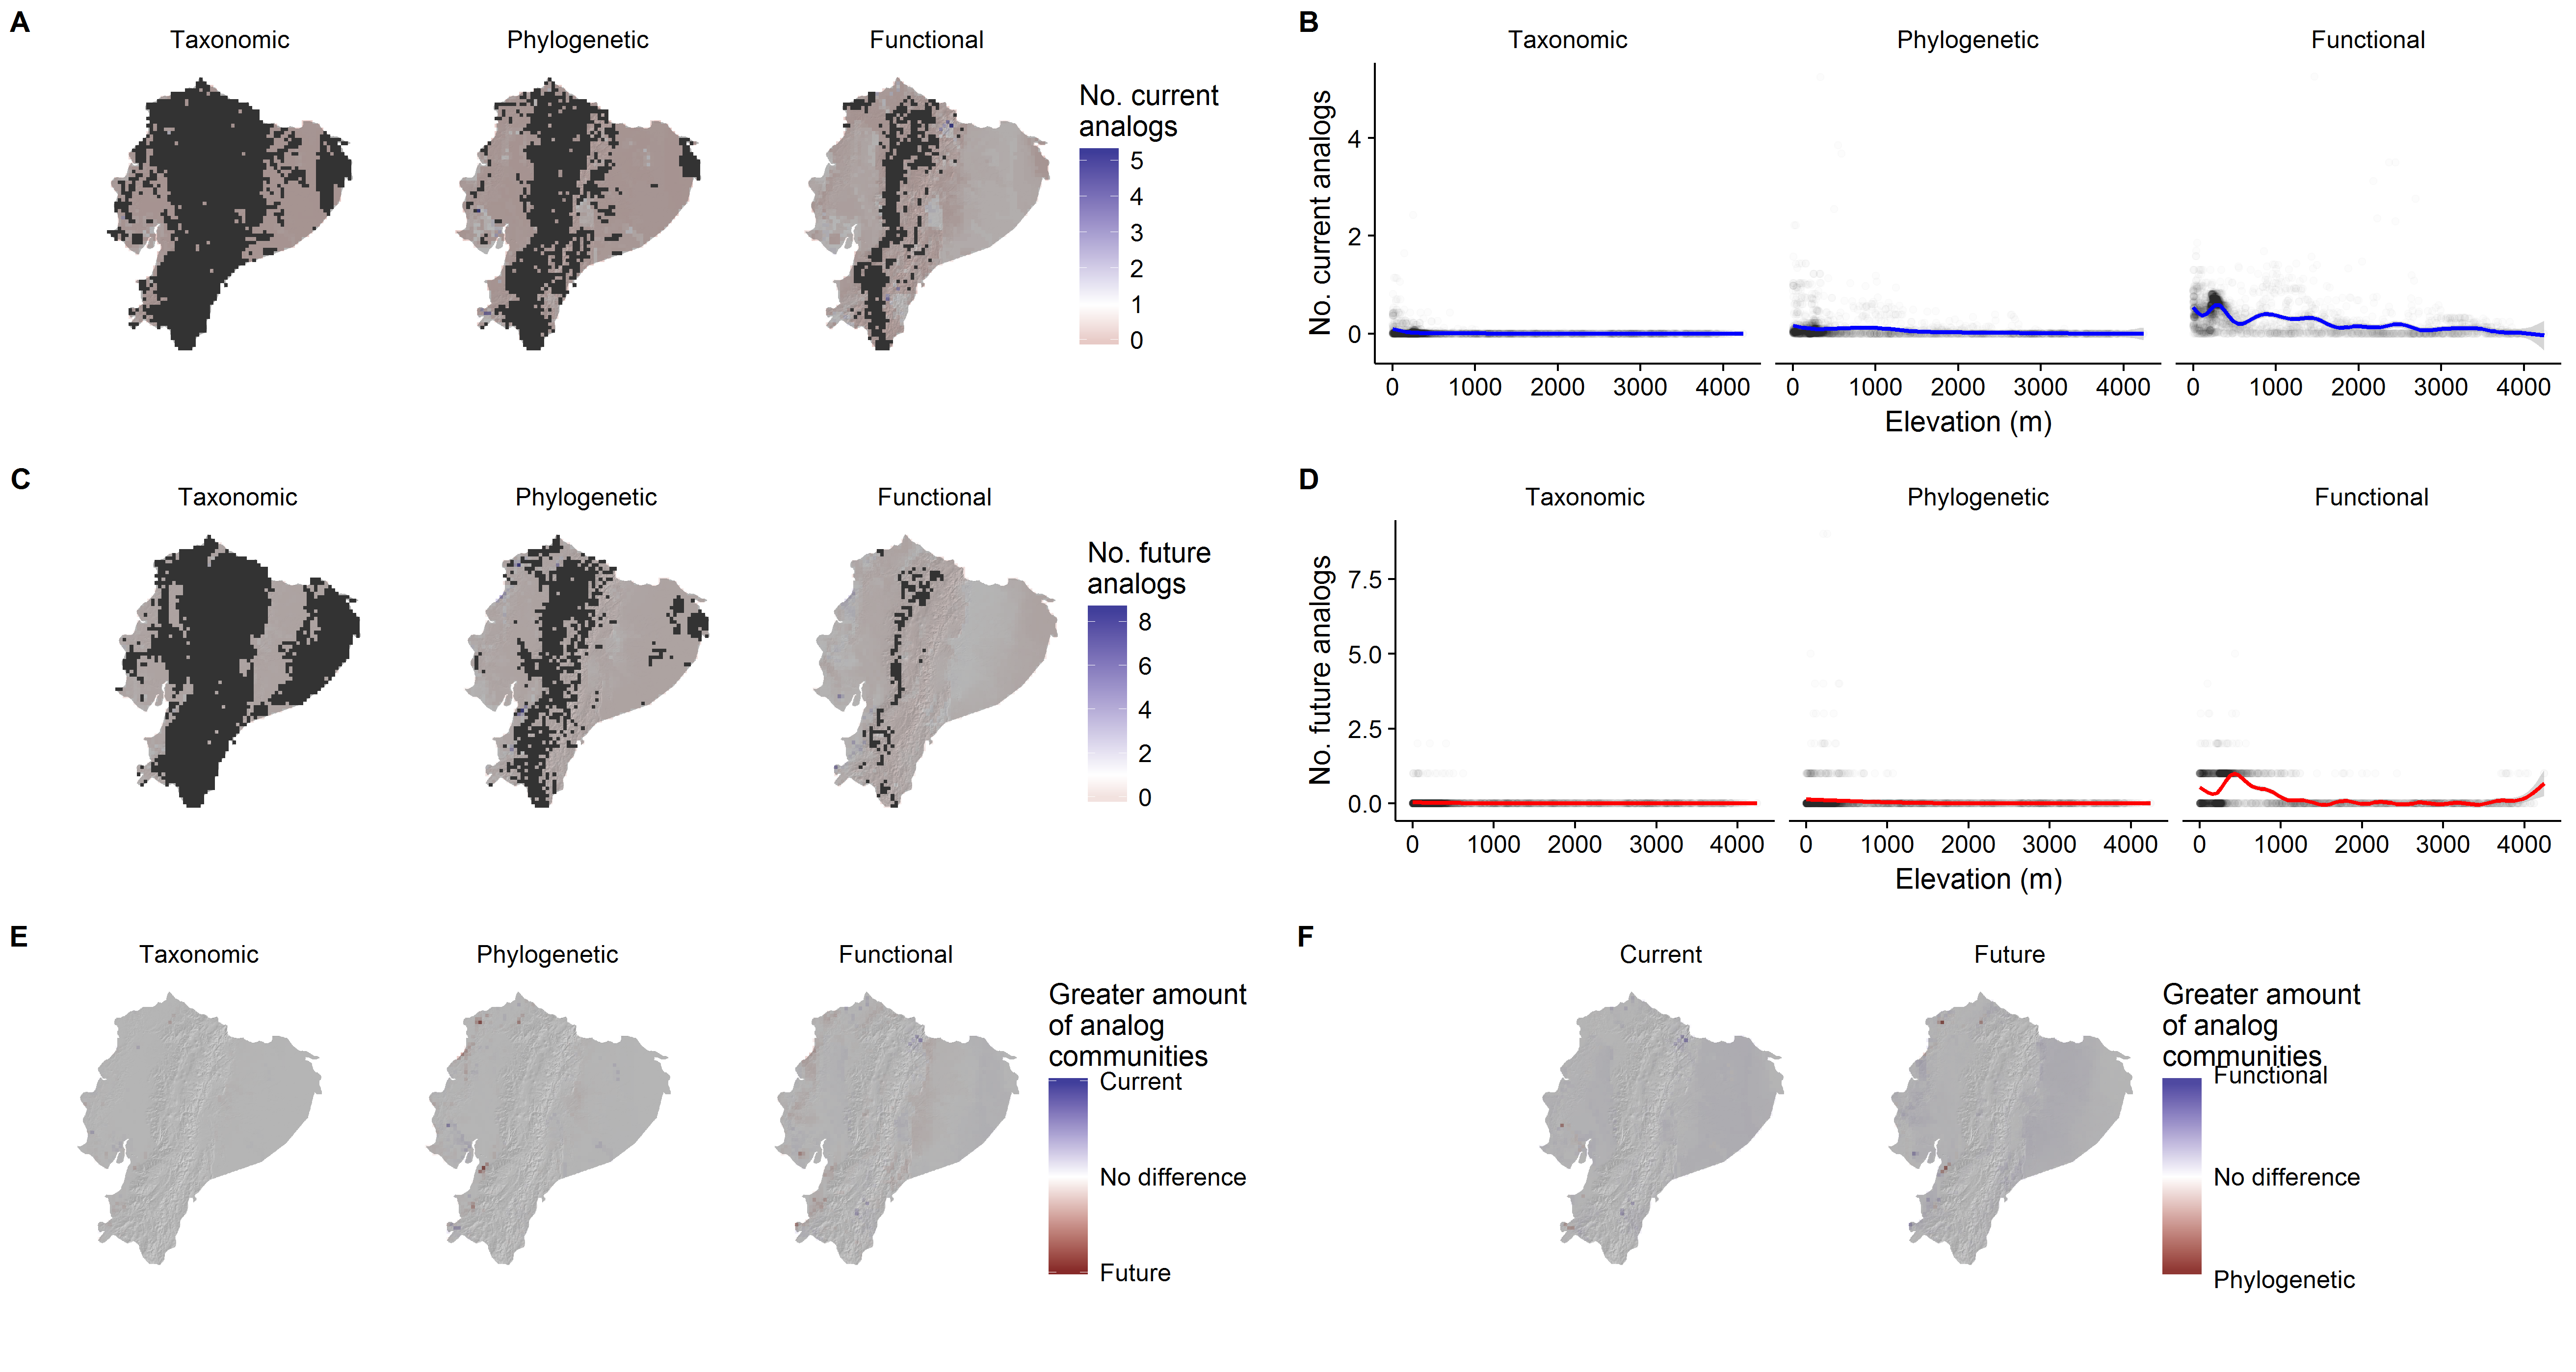 A
Taxonomic
Phylogenetic
Functional
No. current
analogs
5
4
3
2
1
0
B
Taxonomic
Phylogenetic
Functional
No. current analogs
4
2
0
0 1000 2000 3000 4000
0 1000 2000 3000 4000
0 1000 2000 3000 4000
Elevation (m)
C
Taxonomic
Phylogenetic
Functional
No. future
analogs
8
6
4
2
0
D
Taxonomic
Phylogenetic
Functional
No. future analogs
7.5
5.0
2.5
0.0
0 1000 2000 3000 4000
0 1000 2000 3000 4000
0 1000 2000 3000 4000
Elevation (m)
E
Taxonomic
Phylogenetic
Functional
Greater amount
of analog
communities
Current
No difference
Future
F
Current
Future
Greater amount
of analog
communities
Functional
No difference
Phylogenetic